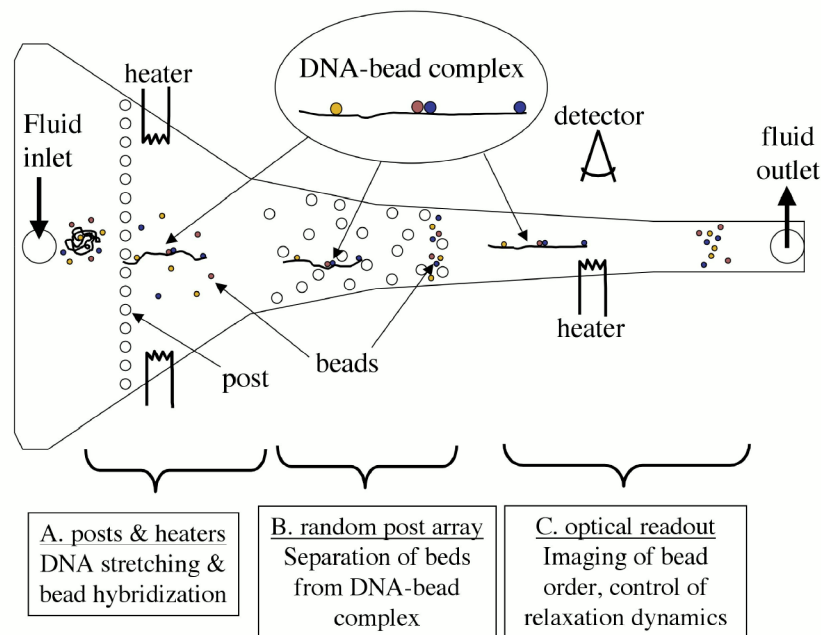 DNA-bead complex
heater
detector
Fluid
inlet
fluid
outlet
heater
beads
post
A. posts & heaters
DNA stretching &
bead hybridization
B. random post array
Separation of beds
from DNA-bead
complex
C. optical readout
Imaging of bead
order, control of
relaxation dynamics